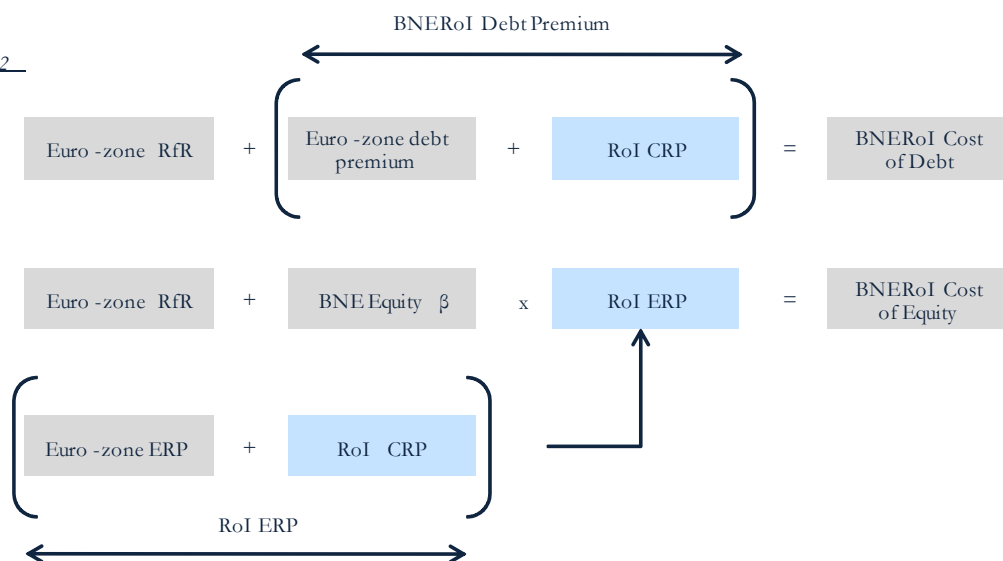 BNERoI Debt Premium
2
Euro-zone RfR + Euro-zone debt premium + RoI CRP = BNERoI Cost of Debt
Euro-zone RfR + BNE Equity β x RoI ERP = BNERoI Cost of Equity
Euro-zone ERP + RoI CRP
RoI ERP